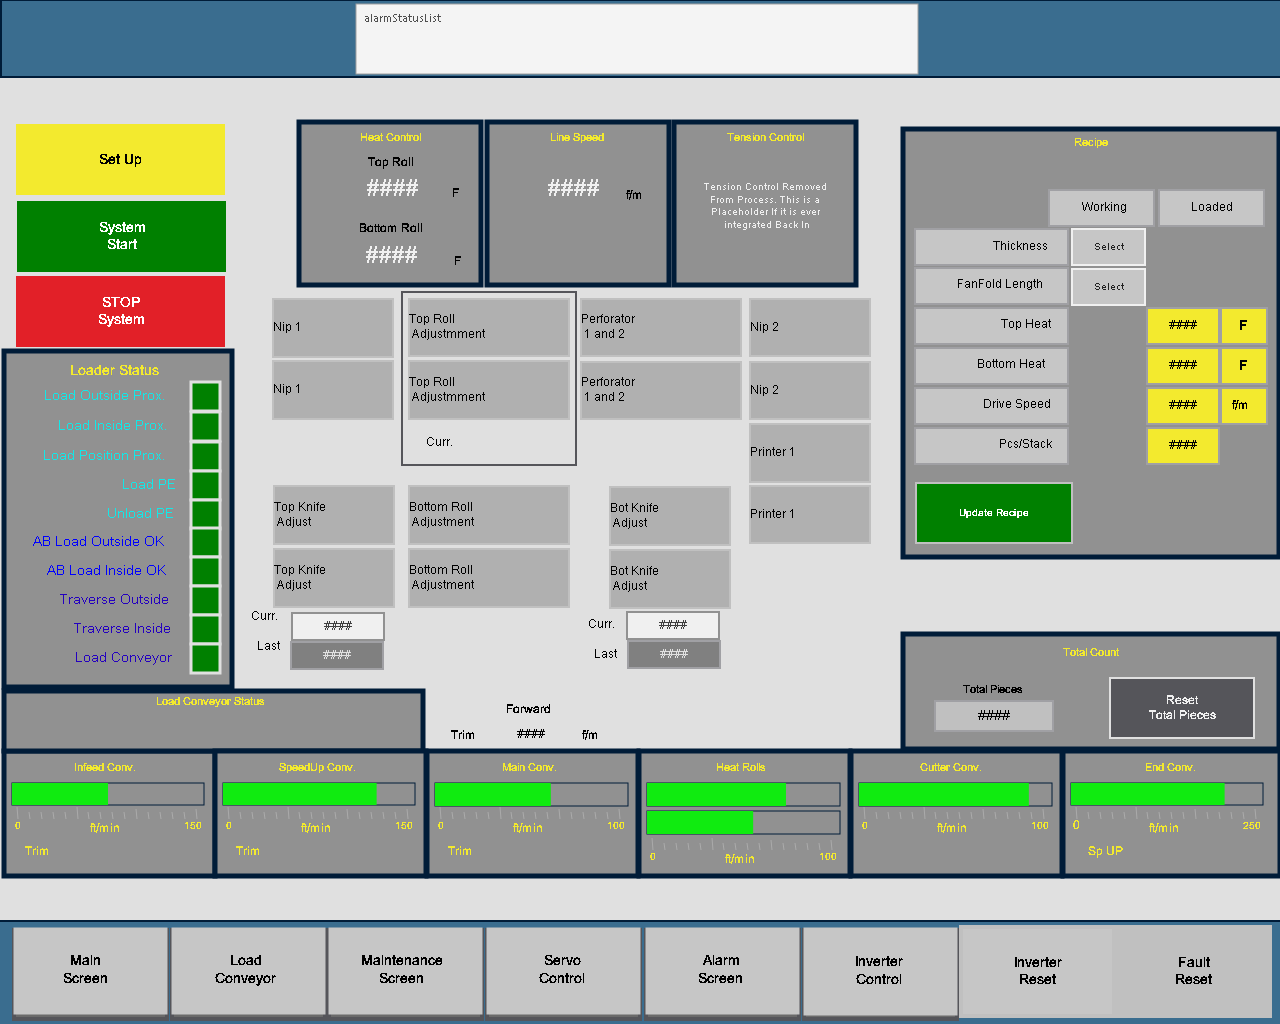 alarmStatusList
Set Up
System
Start
STOP
System
Heat Control
Top Roll
#### F
Bottom Roll
#### F
Line Speed
#### f/m
Tension Control
Tension Control Removed
From Process. This is a
Placeholder If it is ever
integrated Back In
Recipe
Working Loaded
Thickness Select
FanFold Length Select
Top Heat #### F
Bottom Heat #### F
Drive Speed #### f/m
Pcs/Stack ####
Update Recipe
Loader Status
Load Outside Prox.
Load Inside Prox.
Load Position Prox.
Load PE
Unload PE
AB Load Outside OK
AB Load Inside OK
Traverse Outside
Traverse Inside
Load Conveyor
Nip 1
Top Roll
Adjustmment
Perforator
1 and 2
Nip 2
Nip 1
Top Roll
Adjustmment
Perforator
1 and 2
Nip 2
Curr.
Printer 1
Top Knife
Adjust
Bottom Roll
Adjustment
Bot Knife
Adjust
Printer 1
Top Knife
Adjust
Bottom Roll
Adjustment
Bot Knife
Adjust
Curr. ####
Last ####
Curr. ####
Last ####
Total Count
Total Pieces
####
Reset
Total Pieces
Load Conveyor Status
Forward
Trim #### f/m
Infeed Conv.
0 ft/min 150
Trim
SpeedUp Conv.
0 ft/min 150
Trim
Main Conv.
0 ft/min 100
Trim
Heat Rolls
0 ft/min 100
Cutter Conv.
0 ft/min 100
End Conv.
0 ft/min 250
Sp UP
Main
Screen
Load
Conveyor
Maintenance
Screen
Servo
Control
Alarm
Screen
Inverter
Control
Inverter
Reset
Fault
Reset